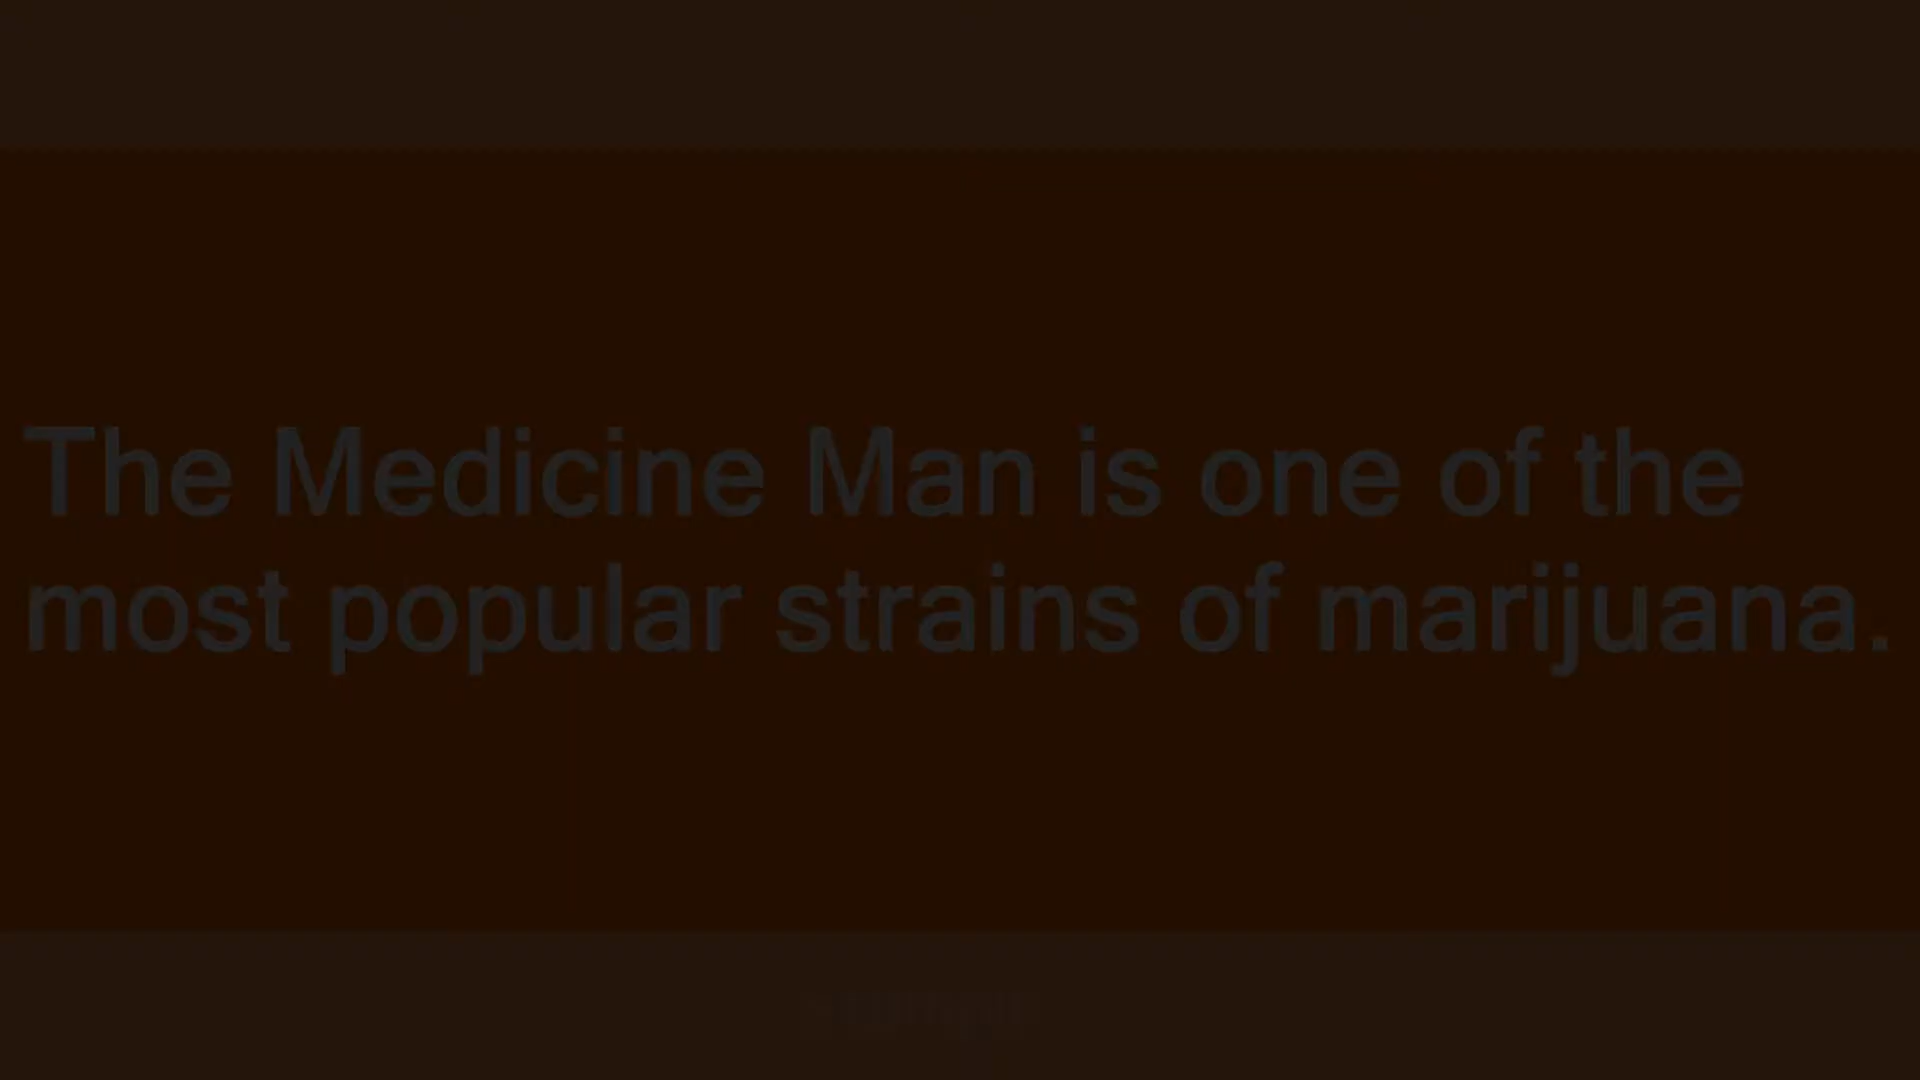 The Medicine Man is one of the
most popular strains of marijuana.